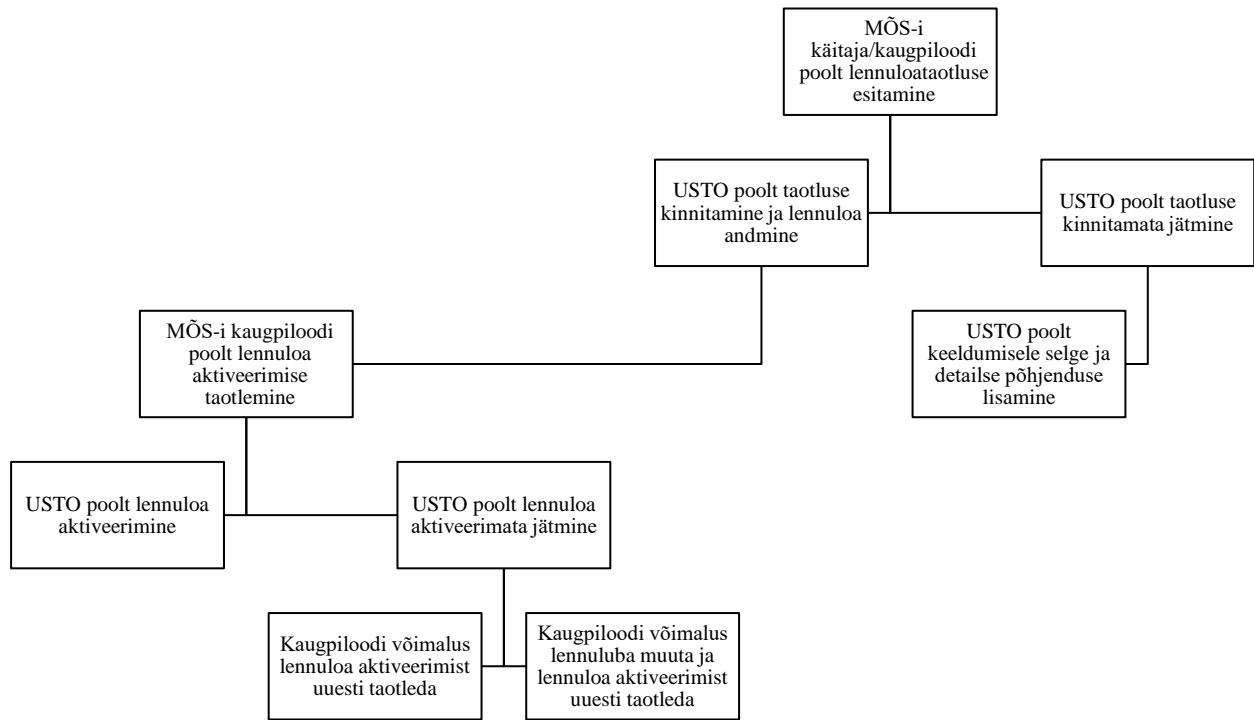 MÕS-i
käitaja/kaugpiloodi
poolt lennuloataotluse
esitamine
USTO poolt taotluse
kinnitamine ja lennuloa
andmine
USTO poolt taotluse
kinnitamata jätmine
MÕS-i kaugpiloodi
poolt lennuloa
aktiveerimise
taotlemine
USTO poolt
keeldumisele selge ja
detailse põhjenduse
lisamine
USTO poolt lennuloa
aktiveerimine
USTO poolt lennuloa
aktiveerimata jätmine
Kaugpiloodi võimalus
lennuloa aktiveerimist
uuesti taotleda
Kaugpiloodi võimalus
lennuluba muuta ja
lennuloa aktiveerimist
uuesti taotleda